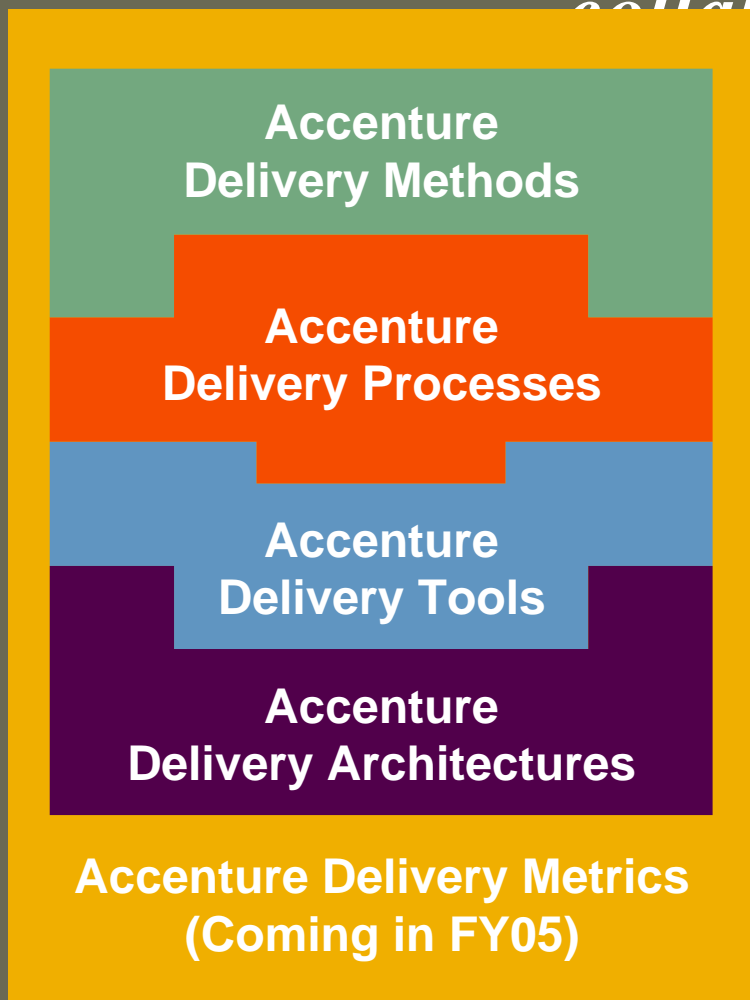 Accenture
Delivery Methods
Accenture
Delivery Processes
Accenture
Delivery Tools
Accenture
Delivery Architectures
Accenture Delivery Metrics
(Coming in FY05)